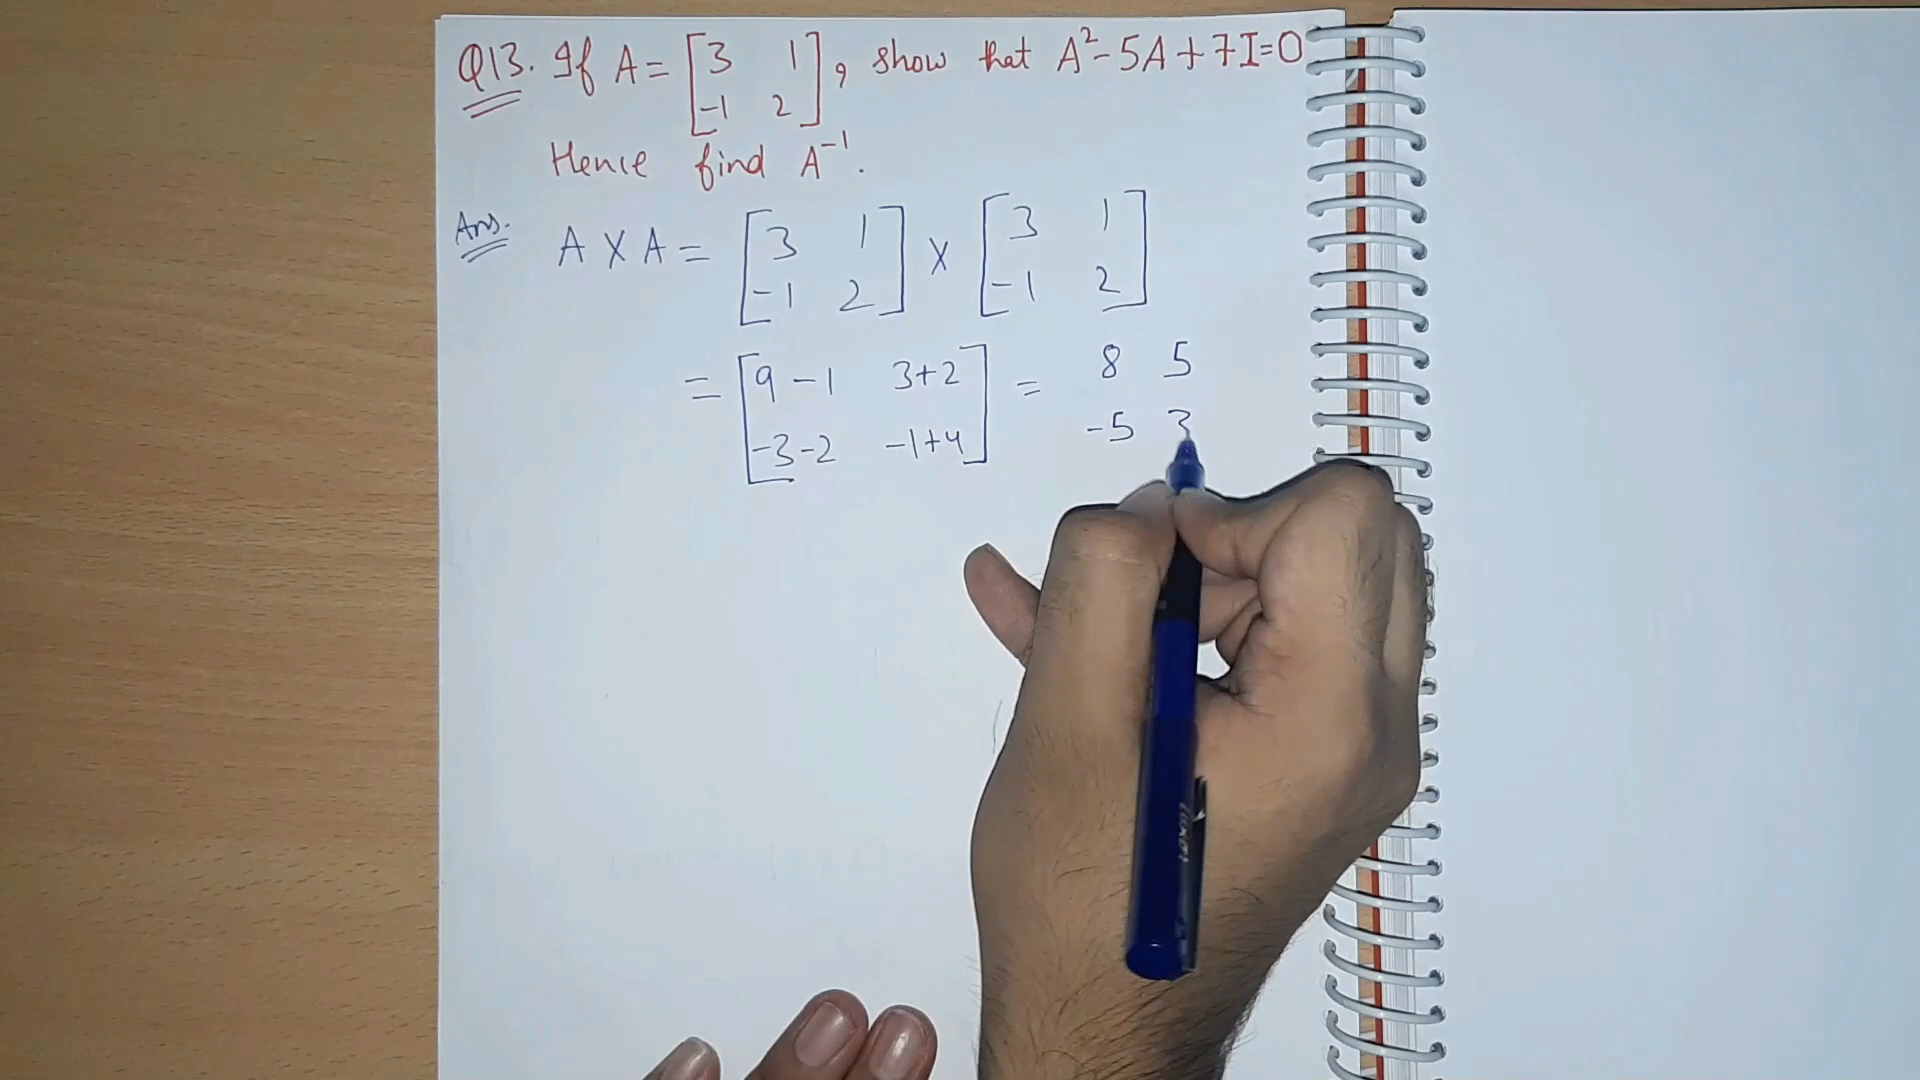 Q13. If A = [3 1 -1 2], show that A²-5A+7I=0
Hence find A⁻¹.
Ans. A X A = [3 1 -1 2] X [3 1 -1 2]
= [9-1 3+2 -3-2 -1+4] = 8 5 -5 3